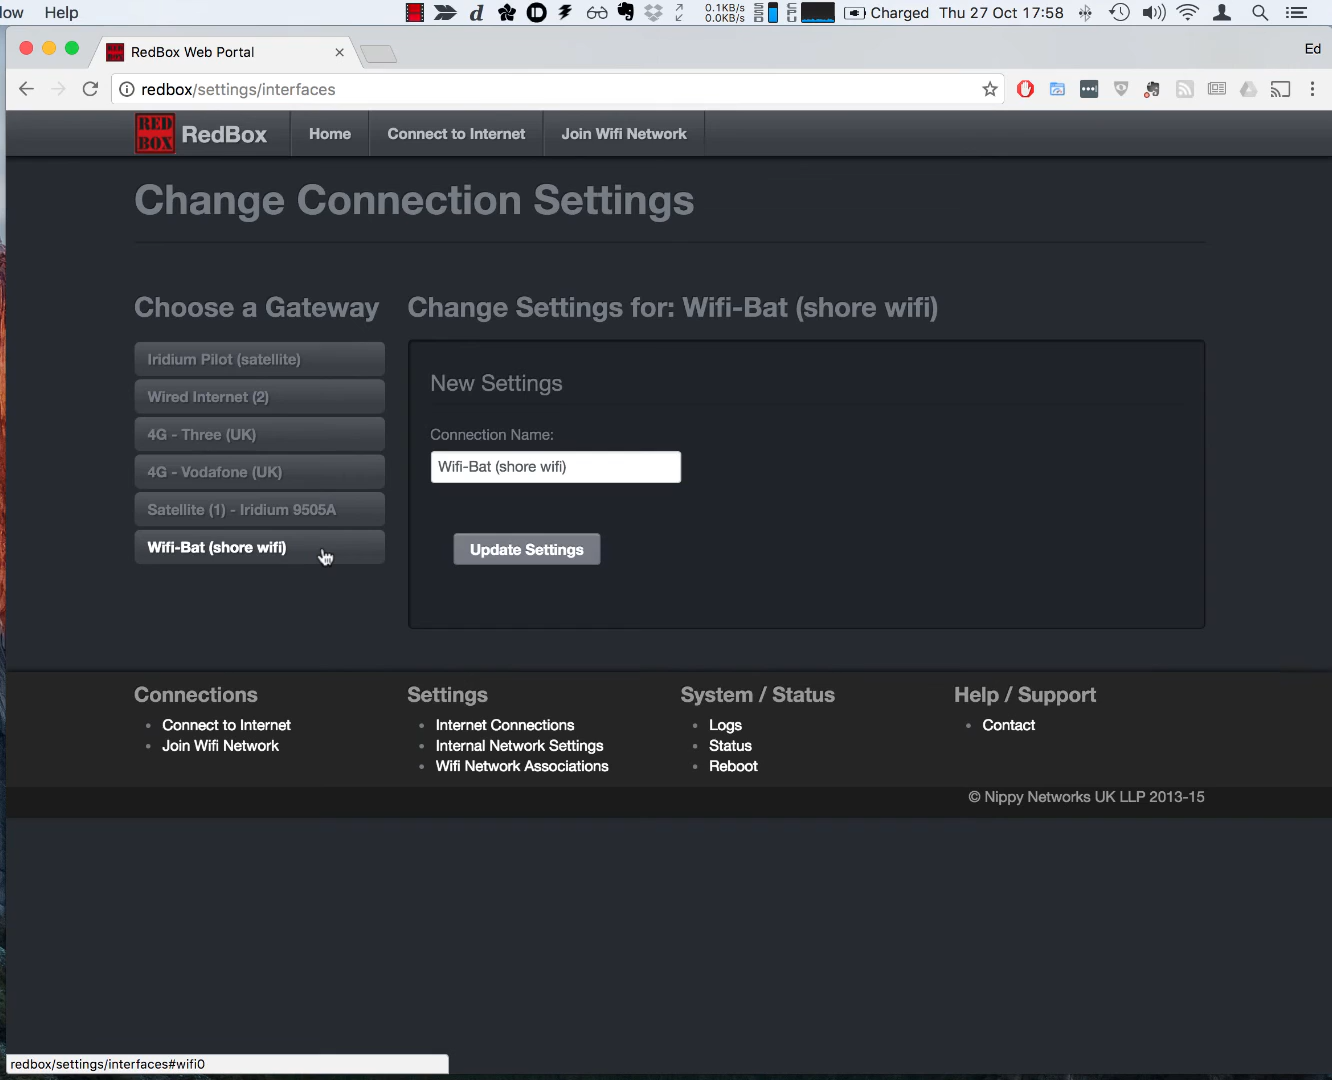 ow Help 0.1KB/s 0.0KB/s Charged Thu 27 Oct 17:58
RedBox Web Portal Ed
redbox/settings/interfaces
RED BOX RedBox Home Connect to Internet Join Wifi Network
Change Connection Settings
Choose a Gateway
Iridium Pilot (satellite)
Wired Internet (2)
4G - Three (UK)
4G - Vodafone (UK)
Satellite (1) - Iridium 9505A
Wifi-Bat (shore wifi)
Change Settings for: Wifi-Bat (shore wifi)
New Settings
Connection Name:
Wifi-Bat (shore wifi)
Update Settings
Connections
Connect to Internet
Join Wifi Network
Settings
Internet Connections
Internal Network Settings
Wifi Network Associations
System / Status
Logs
Status
Reboot
Help / Support
Contact
© Nippy Networks UK LLP 2013-15
redbox/settings/interfaces#wifi0